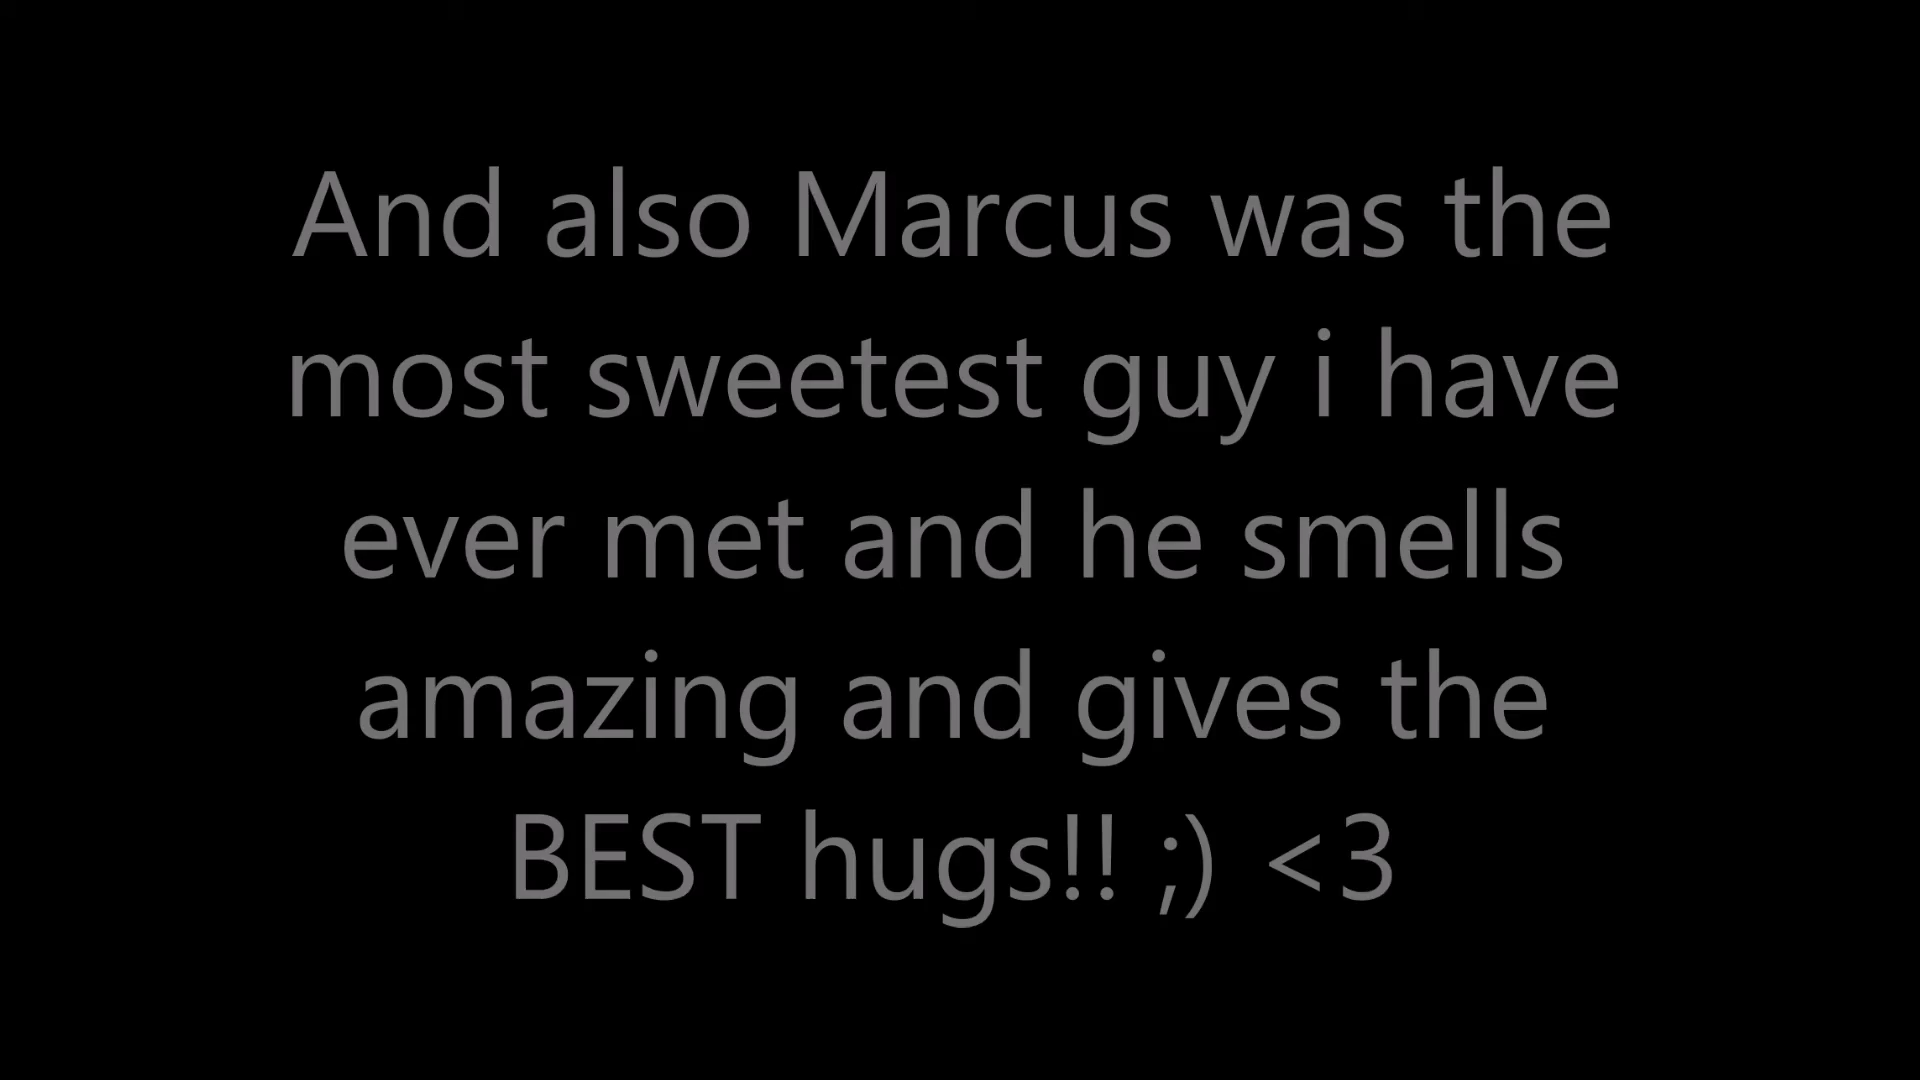 And also Marcus was the
most sweetest guy i have
ever met and he smells
amazing and gives the
BEST hugs!! ;) <3